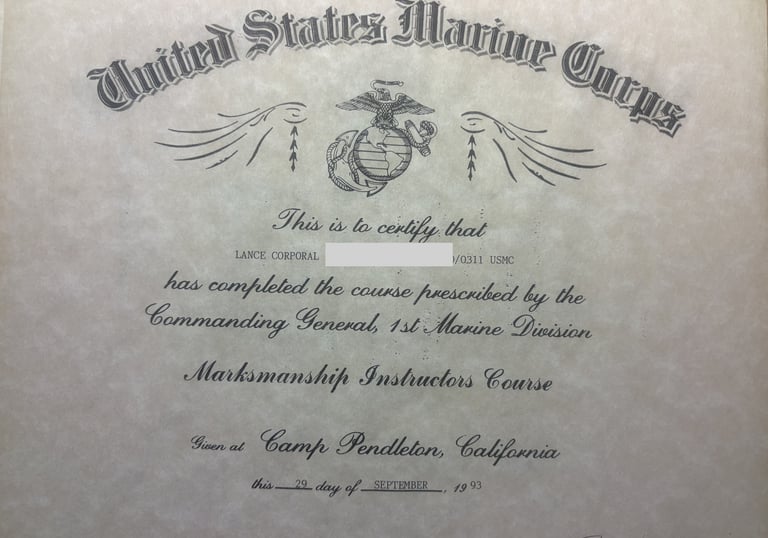 United States Marine Corps
This is to certify that
LANCE CORPORAL /0311 USMC
has completed the course prescribed by the
Commanding General, 1st Marine Division
Marksmanship Instructors Course
Given at Camp Pendleton, California
this 29 day of SEPTEMBER, 1993